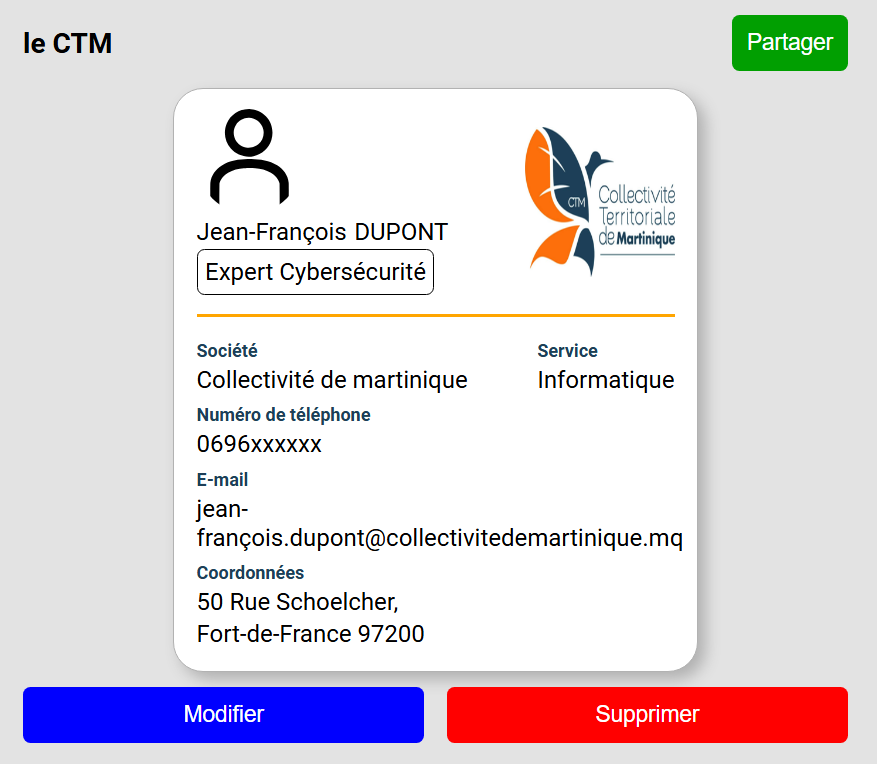 le CTM
Partager
CTM
Collectivité
Territoriale
de Martinique
Jean-François DUPONT
Expert Cybersécurité
Société
Collectivité de martinique
Service
Informatique
Numéro de téléphone
0696xxxxxx
E-mail
jean-
françois.dupont@collectivitedemartinique.mq
Coordonnées
50 Rue Schoelcher,
Fort-de-France 97200
Modifier
Supprimer